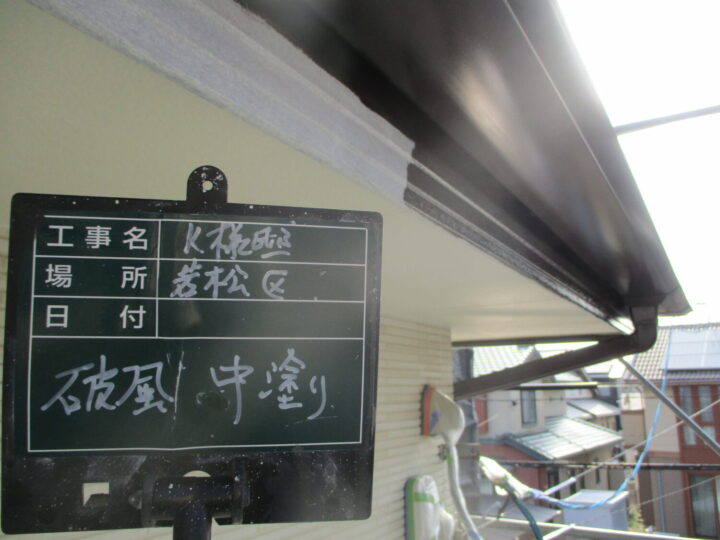 工事名 K様邸
場所 若松区
日付
破風 中塗り